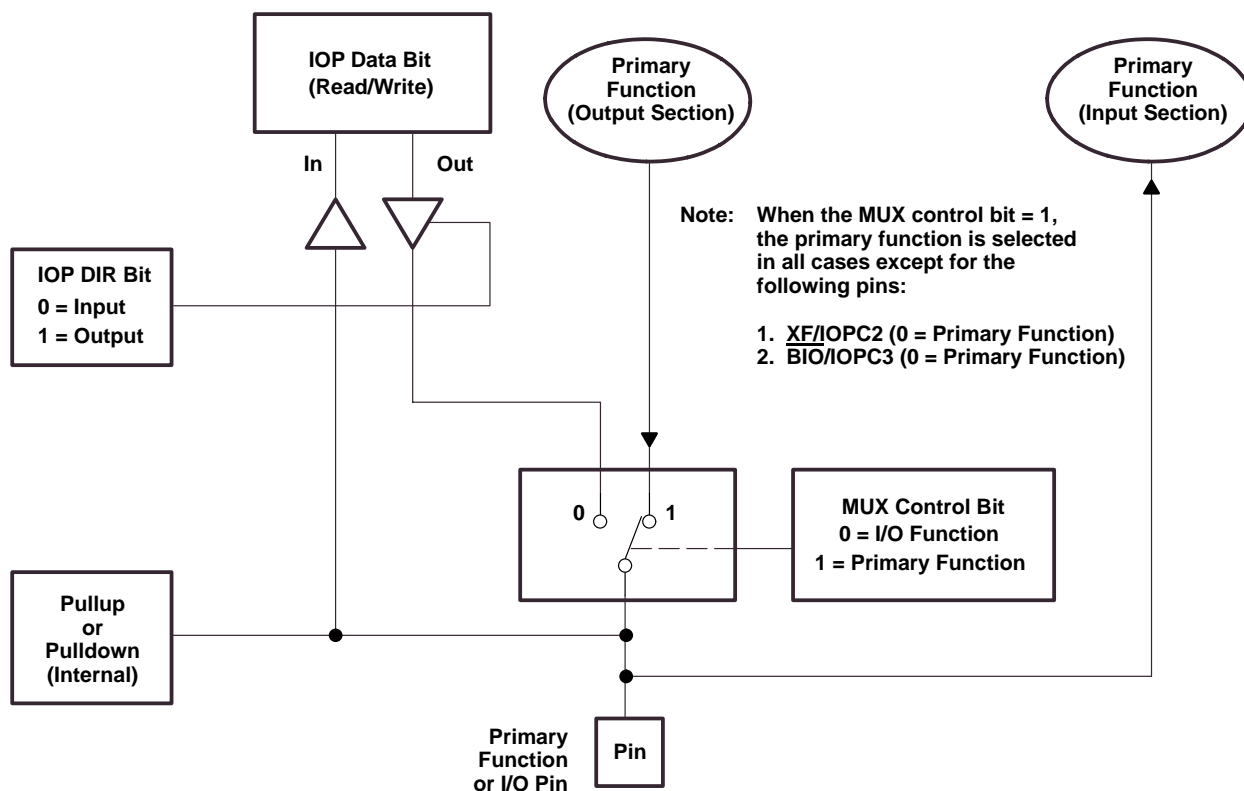 IOP Data Bit
(Read/Write)
Primary
Function
(Output Section)
Primary
Function
(Input Section)
In
Out
Note: When the MUX control bit = 1,
the primary function is selected
in all cases except for the
following pins:
1. XF/IOPC2 (0 = Primary Function)
2. BIO/IOPC3 (0 = Primary Function)
IOP DIR Bit
0 = Input
1 = Output
0
1
MUX Control Bit
0 = I/O Function
1 = Primary Function
Pullup
or
Pulldown
(Internal)
Primary
Function
or I/O Pin
Pin